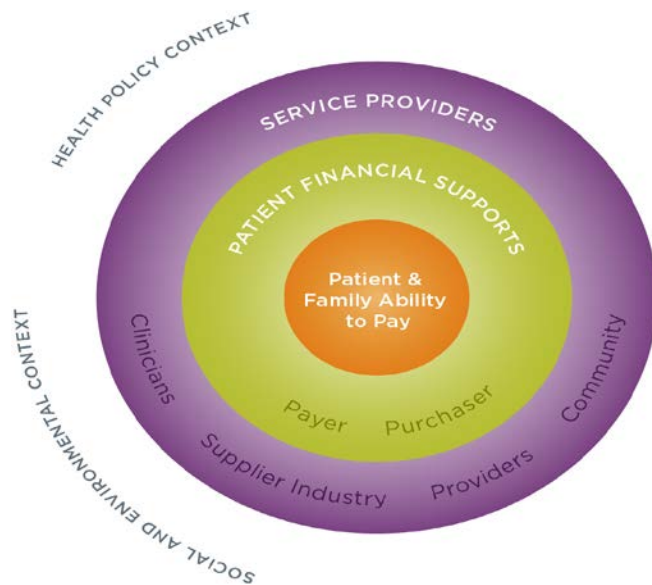 HEALTH POLICY CONTEXT
SERVICE PROVIDERS
PATIENT FINANCIAL SUPPORTS
Patient &
Family Ability
to Pay
Payer
Purchaser
Clinicians
Supplier Industry
Providers
Community
SOCIAL AND ENVIRONMENTAL CONTEXT